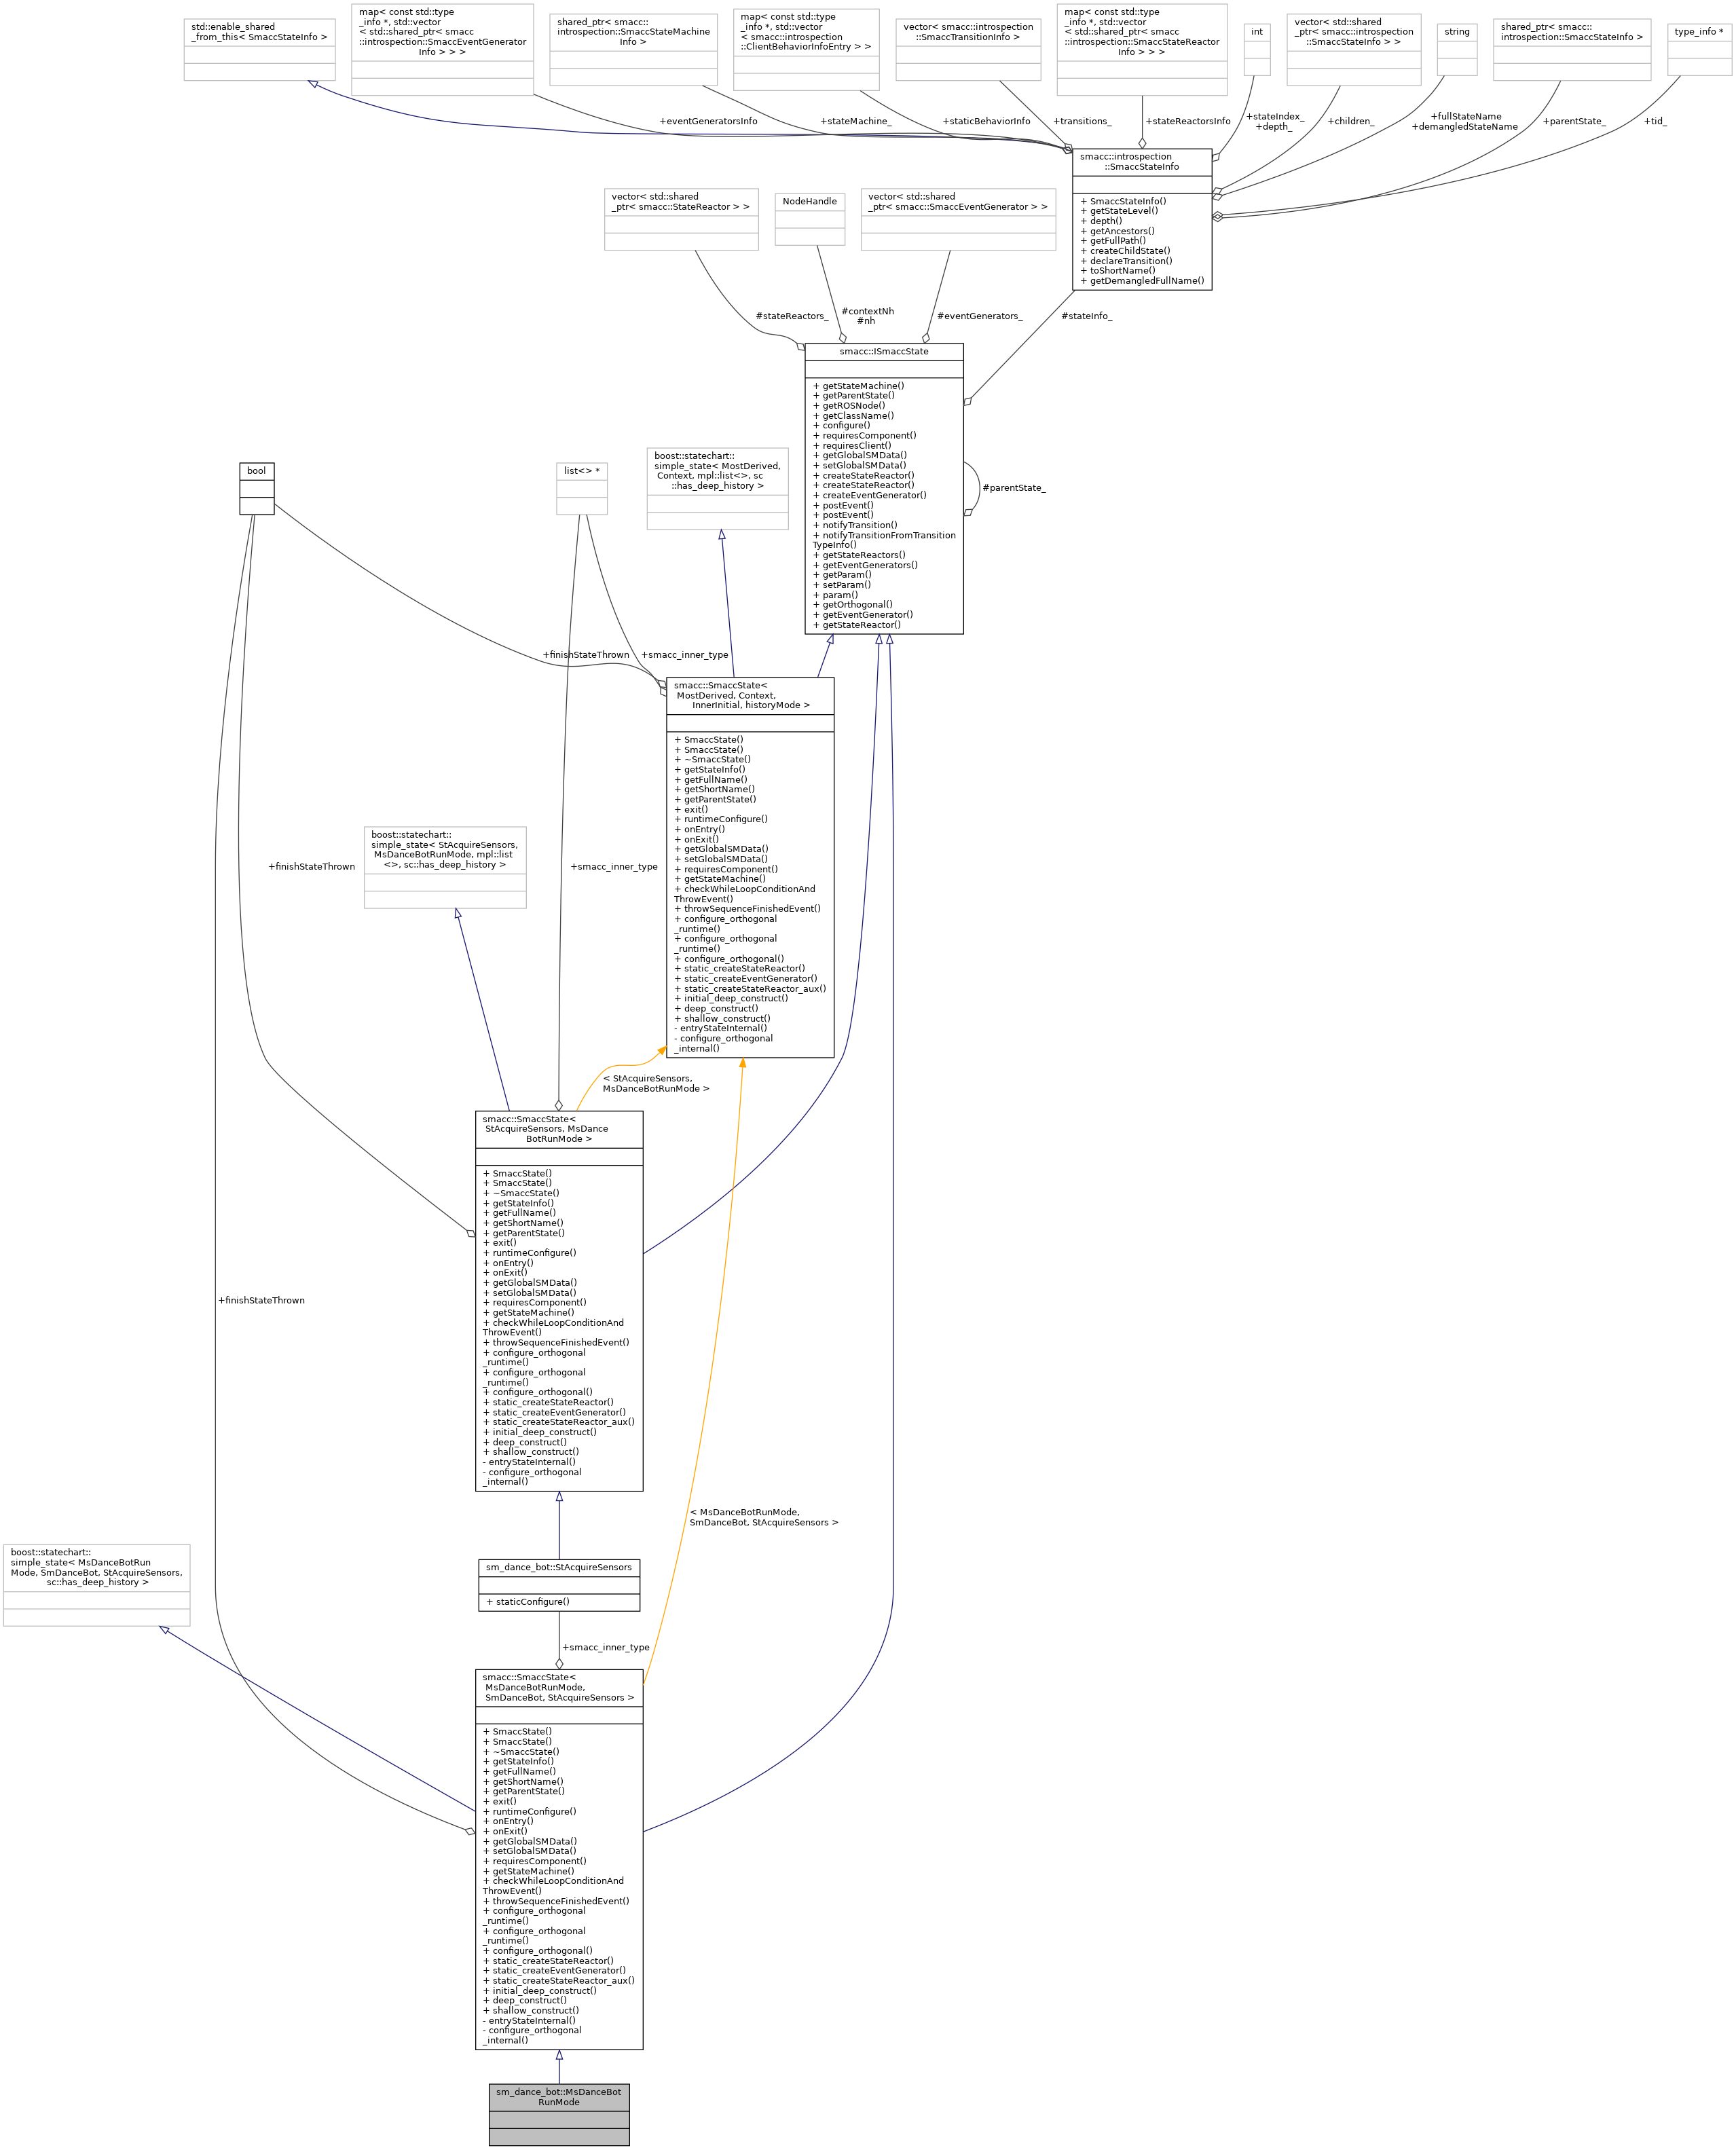 std::enable_shared
_from_this< SmaccStateInfo >
map< const std::type
_info *, std::vector
< std::shared_ptr< smacc
::introspection::SmaccEventGenerator
Info > > >
shared_ptr< smacc::
introspection::SmaccStateMachine
Info >
map< const std::type
_info *, std::vector
< smacc::introspection
::ClientBehaviorInfoEntry > >
vector< smacc::introspection
::SmaccTransitionInfo >
map< const std::type
_info *, std::vector
< std::shared_ptr< smacc
::introspection::SmaccStateReactor
Info > > >
int
vector< std::shared
_ptr< smacc::introspection
::SmaccStateInfo > >
string
shared_ptr< smacc::
introspection::SmaccStateInfo >
type_info *
+eventGeneratorsInfo
+stateMachine_
+staticBehaviorInfo
+transitions_
+stateReactorsInfo
+stateIndex_
+depth_
+children_
+fullStateName
+demangledStateName
+parentState_
+tid_
smacc::introspection
::SmaccStateInfo
+ SmaccStateInfo()
+ getStateLevel()
+ depth()
+ getAncestors()
+ getFullPath()
+ createChildState()
+ declareTransition()
+ toShortName()
+ getDemangledFullName()
vector< std::shared
_ptr< smacc::StateReactor > >
NodeHandle
vector< std::shared
_ptr< smacc::SmaccEventGenerator > >
#stateReactors_
#contextNh
#nh
#eventGenerators_
#stateInfo_
smacc::ISmaccState
+ getStateMachine()
+ getParentState()
+ getROSNode()
+ getClassName()
+ configure()
+ requiresComponent()
+ requiresClient()
+ getGlobalSMData()
+ setGlobalSMData()
+ createStateReactor()
+ createStateReactor()
+ createEventGenerator()
+ postEvent()
+ postEvent()
+ notifyTransition()
+ notifyTransitionFromTransition
TypeInfo()
+ getStateReactors()
+ getEventGenerators()
+ getParam()
+ setParam()
+ param()
+ getOrthogonal()
+ getEventGenerator()
+ getStateReactor()
#parentState_
bool
list<> *
boost::statechart::
simple_state< MostDerived,
Context, mpl::list<>, sc
::has_deep_history >
+finishStateThrown
+smacc_inner_type
smacc::SmaccState<
MostDerived, Context,
InnerInitial, historyMode >
+ SmaccState()
+ SmaccState()
+ ~SmaccState()
+ getStateInfo()
+ getFullName()
+ getShortName()
+ getParentState()
+ exit()
+ runtimeConfigure()
+ onEntry()
+ onExit()
+ getGlobalSMData()
+ setGlobalSMData()
+ requiresComponent()
+ getStateMachine()
+ checkWhileLoopConditionAnd
ThrowEvent()
+ throwSequenceFinishedEvent()
+ configure_orthogonal
_runtime()
+ configure_orthogonal
_runtime()
+ configure_orthogonal()
+ static_createStateReactor()
+ static_createEventGenerator()
+ static_createStateReactor_aux()
+ initial_deep_construct()
+ deep_construct()
+ shallow_construct()
- entryStateInternal()
- configure_orthogonal
_internal()
boost::statechart::
simple_state< StAcquireSensors,
MsDanceBotRunMode, mpl::list
<>, sc::has_deep_history >
+finishStateThrown
+smacc_inner_type
< StAcquireSensors,
MsDanceBotRunMode >
smacc::SmaccState<
StAcquireSensors, MsDance
BotRunMode >
+ SmaccState()
+ SmaccState()
+ ~SmaccState()
+ getStateInfo()
+ getFullName()
+ getShortName()
+ getParentState()
+ exit()
+ runtimeConfigure()
+ onEntry()
+ onExit()
+ getGlobalSMData()
+ setGlobalSMData()
+ requiresComponent()
+ getStateMachine()
+ checkWhileLoopConditionAnd
ThrowEvent()
+ throwSequenceFinishedEvent()
+ configure_orthogonal
_runtime()
+ configure_orthogonal
_runtime()
+ configure_orthogonal()
+ static_createStateReactor()
+ static_createEventGenerator()
+ static_createStateReactor_aux()
+ initial_deep_construct()
+ deep_construct()
+ shallow_construct()
- entryStateInternal()
- configure_orthogonal
_internal()
+finishStateThrown
< MsDanceBotRunMode,
SmDanceBot, StAcquireSensors >
boost::statechart::
simple_state< MsDanceBotRun
Mode, SmDanceBot, StAcquireSensors,
sc::has_deep_history >
sm_dance_bot::StAcquireSensors
+ staticConfigure()
+smacc_inner_type
smacc::SmaccState<
MsDanceBotRunMode,
SmDanceBot, StAcquireSensors >
+ SmaccState()
+ SmaccState()
+ ~SmaccState()
+ getStateInfo()
+ getFullName()
+ getShortName()
+ getParentState()
+ exit()
+ runtimeConfigure()
+ onEntry()
+ onExit()
+ getGlobalSMData()
+ setGlobalSMData()
+ requiresComponent()
+ getStateMachine()
+ checkWhileLoopConditionAnd
ThrowEvent()
+ throwSequenceFinishedEvent()
+ configure_orthogonal
_runtime()
+ configure_orthogonal
_runtime()
+ configure_orthogonal()
+ static_createStateReactor()
+ static_createEventGenerator()
+ static_createStateReactor_aux()
+ initial_deep_construct()
+ deep_construct()
+ shallow_construct()
- entryStateInternal()
- configure_orthogonal
_internal()
sm_dance_bot::MsDanceBot
RunMode